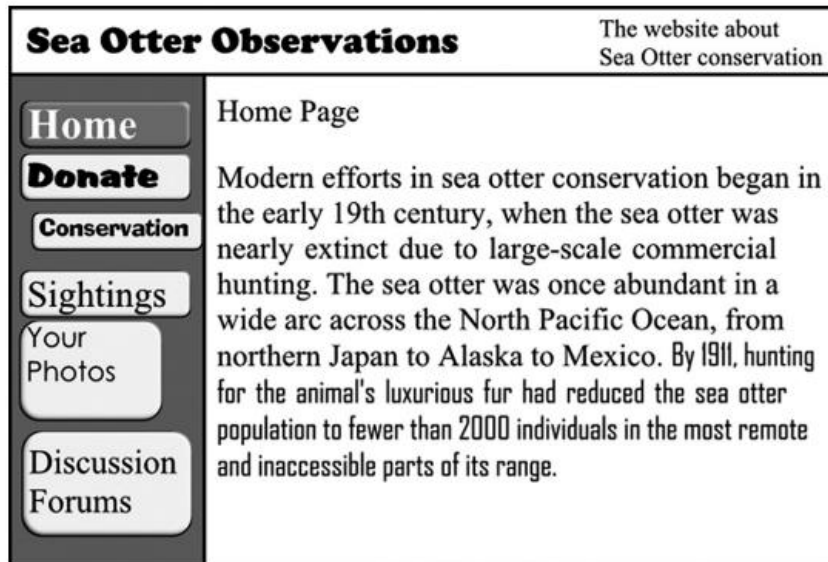 Sea Otter Observations
The website about
Sea Otter conservation
Home
Donate
Conservation
Sightings
Your
Photos
Discussion
Forums
Home Page
Modern efforts in sea otter conservation began in
the early 19th century, when the sea otter was
nearly extinct due to large-scale commercial
hunting. The sea otter was once abundant in a
wide arc across the North Pacific Ocean, from
northern Japan to Alaska to Mexico. By 1911, hunting
for the animal's luxurious fur had reduced the sea otter
population to fewer than 2000 individuals in the most remote
and inaccessible parts of its range.